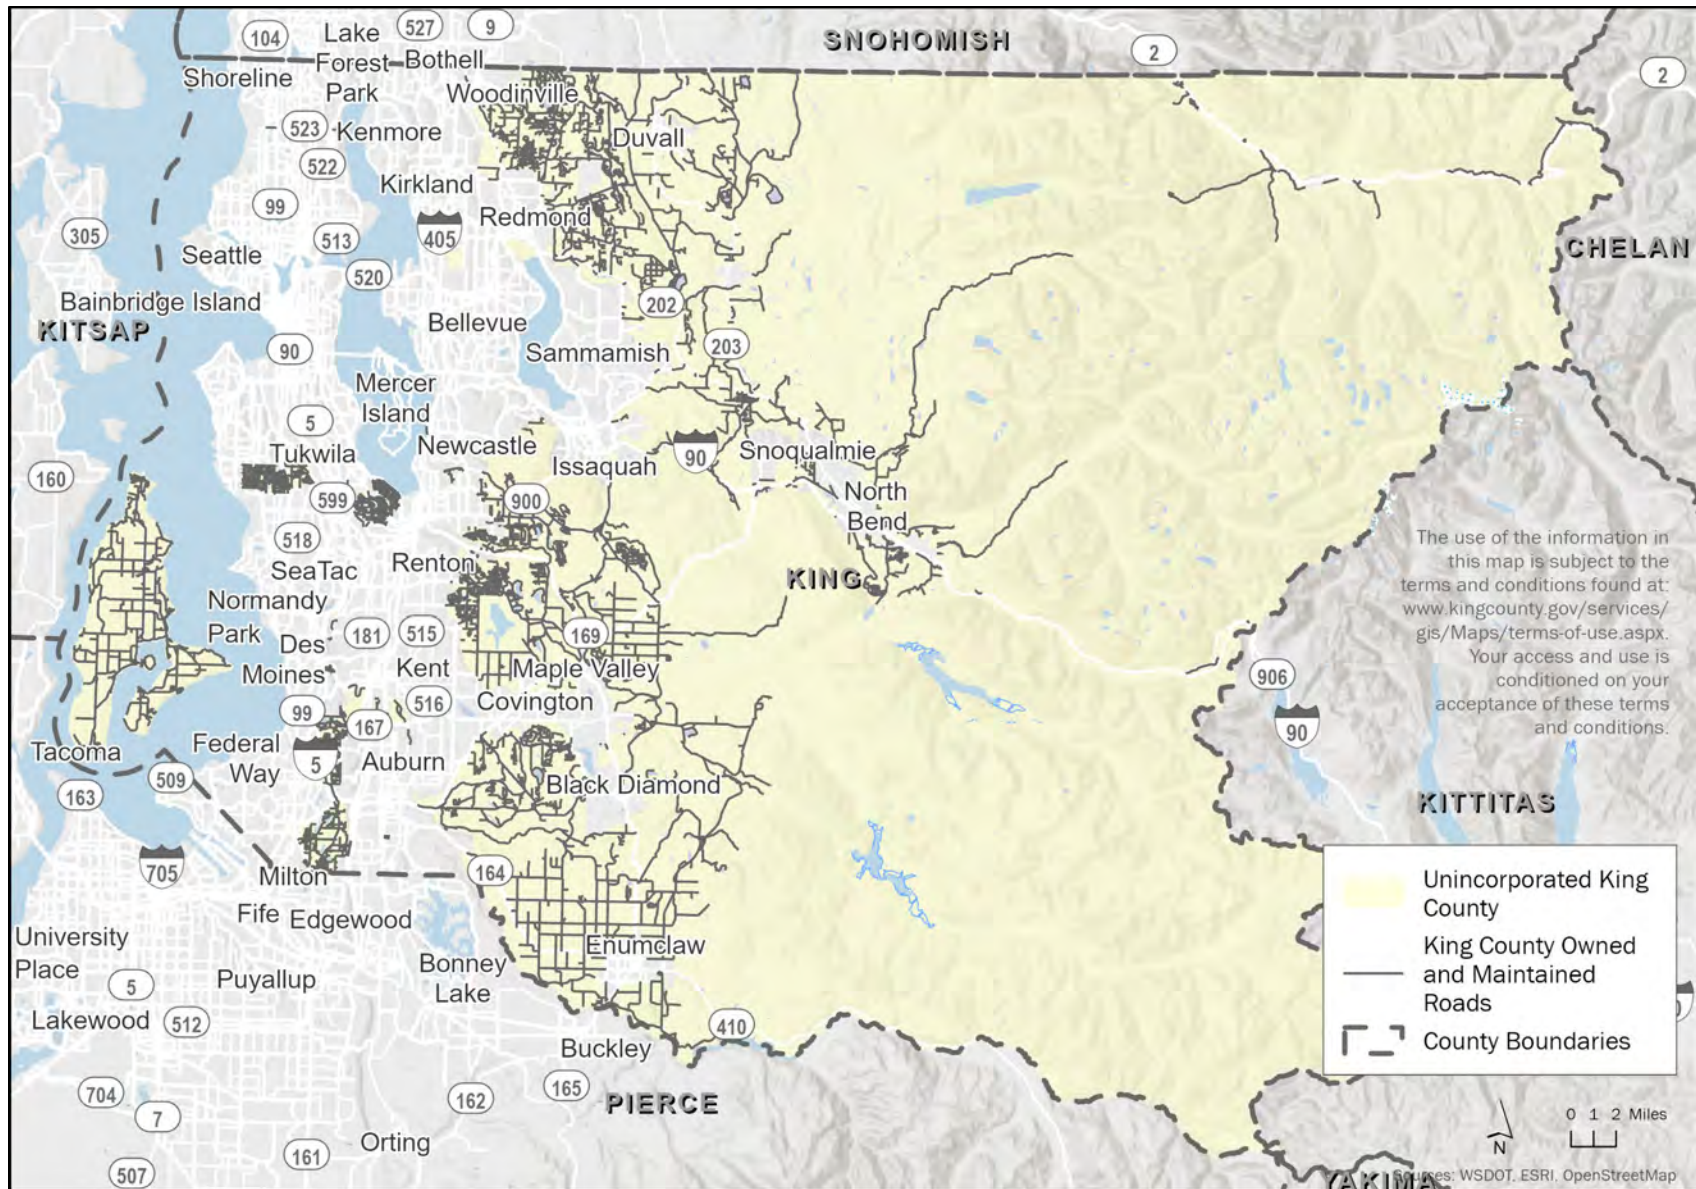 SNOHOMISH
104
Lake
Forest
Park
527
9
Bothell
2
2
Shoreline
Woodinville
523
Kenmore
Duvall
522
Kirkland
99
Redmond
305
513
405
Seattle
CHELAN
520
Bainbridge Island
202
KITSAP
Bellevue
90
Sammamish
203
Mercer
Island
5
Newcastle
Tukwila
Snoqualmie
90
Issaquah
160
599
900
North
Bend
518
The use of the information in
this map is subject to the
terms and conditions found at:
www.kingcounty.gov/services/
gis/Maps/terms-of-use.aspx.
Your access and use is
conditioned on your
acceptance of these terms
and conditions.
Renton
SeaTac
KING
Normandy
Park
181
515
169
Des
Moines
Kent
Maple Valley
906
Covington
516
99
167
90
Tacoma
Federal
Way
Auburn
5
509
Black Diamond
163
KITTITAS
705
164
Milton
Fife
Edgewood
Enumclaw
University
Place
Puyallup
Bonney
Lake
5
Lakewood
512
410
Buckley
704
162
165
PIERCE
7
Orting
161
507
Unincorporated King
County
King County Owned
and Maintained
Roads
County Boundaries
0 1 2 Miles
N
YAKIMA
Sources: WSDOT, ESRI, OpenStreetMap